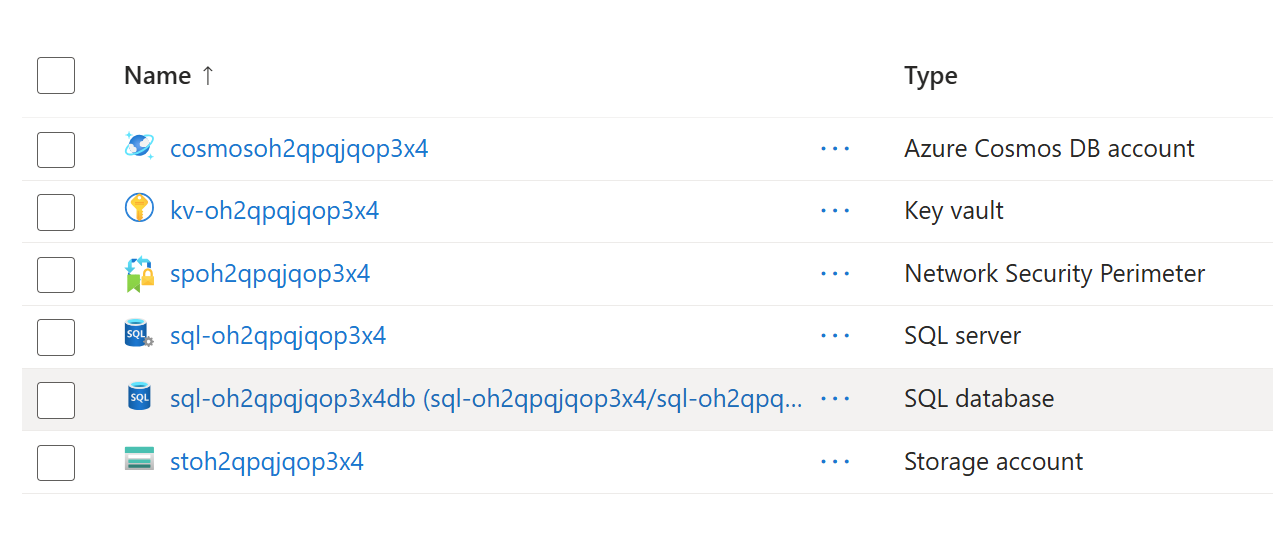 Name ↑ Type
cosmosoh2qpqjqop3x4 ··· Azure Cosmos DB account
kv-oh2qpqjqop3x4 ··· Key vault
spoh2qpqjqop3x4 ··· Network Security Perimeter
SQL sql-oh2qpqjqop3x4 ··· SQL server
SQL sql-oh2qpqjqop3x4db (sql-oh2qpqjqop3x4/sql-oh2qpq... ··· SQL database
stoh2qpqjqop3x4 ··· Storage account